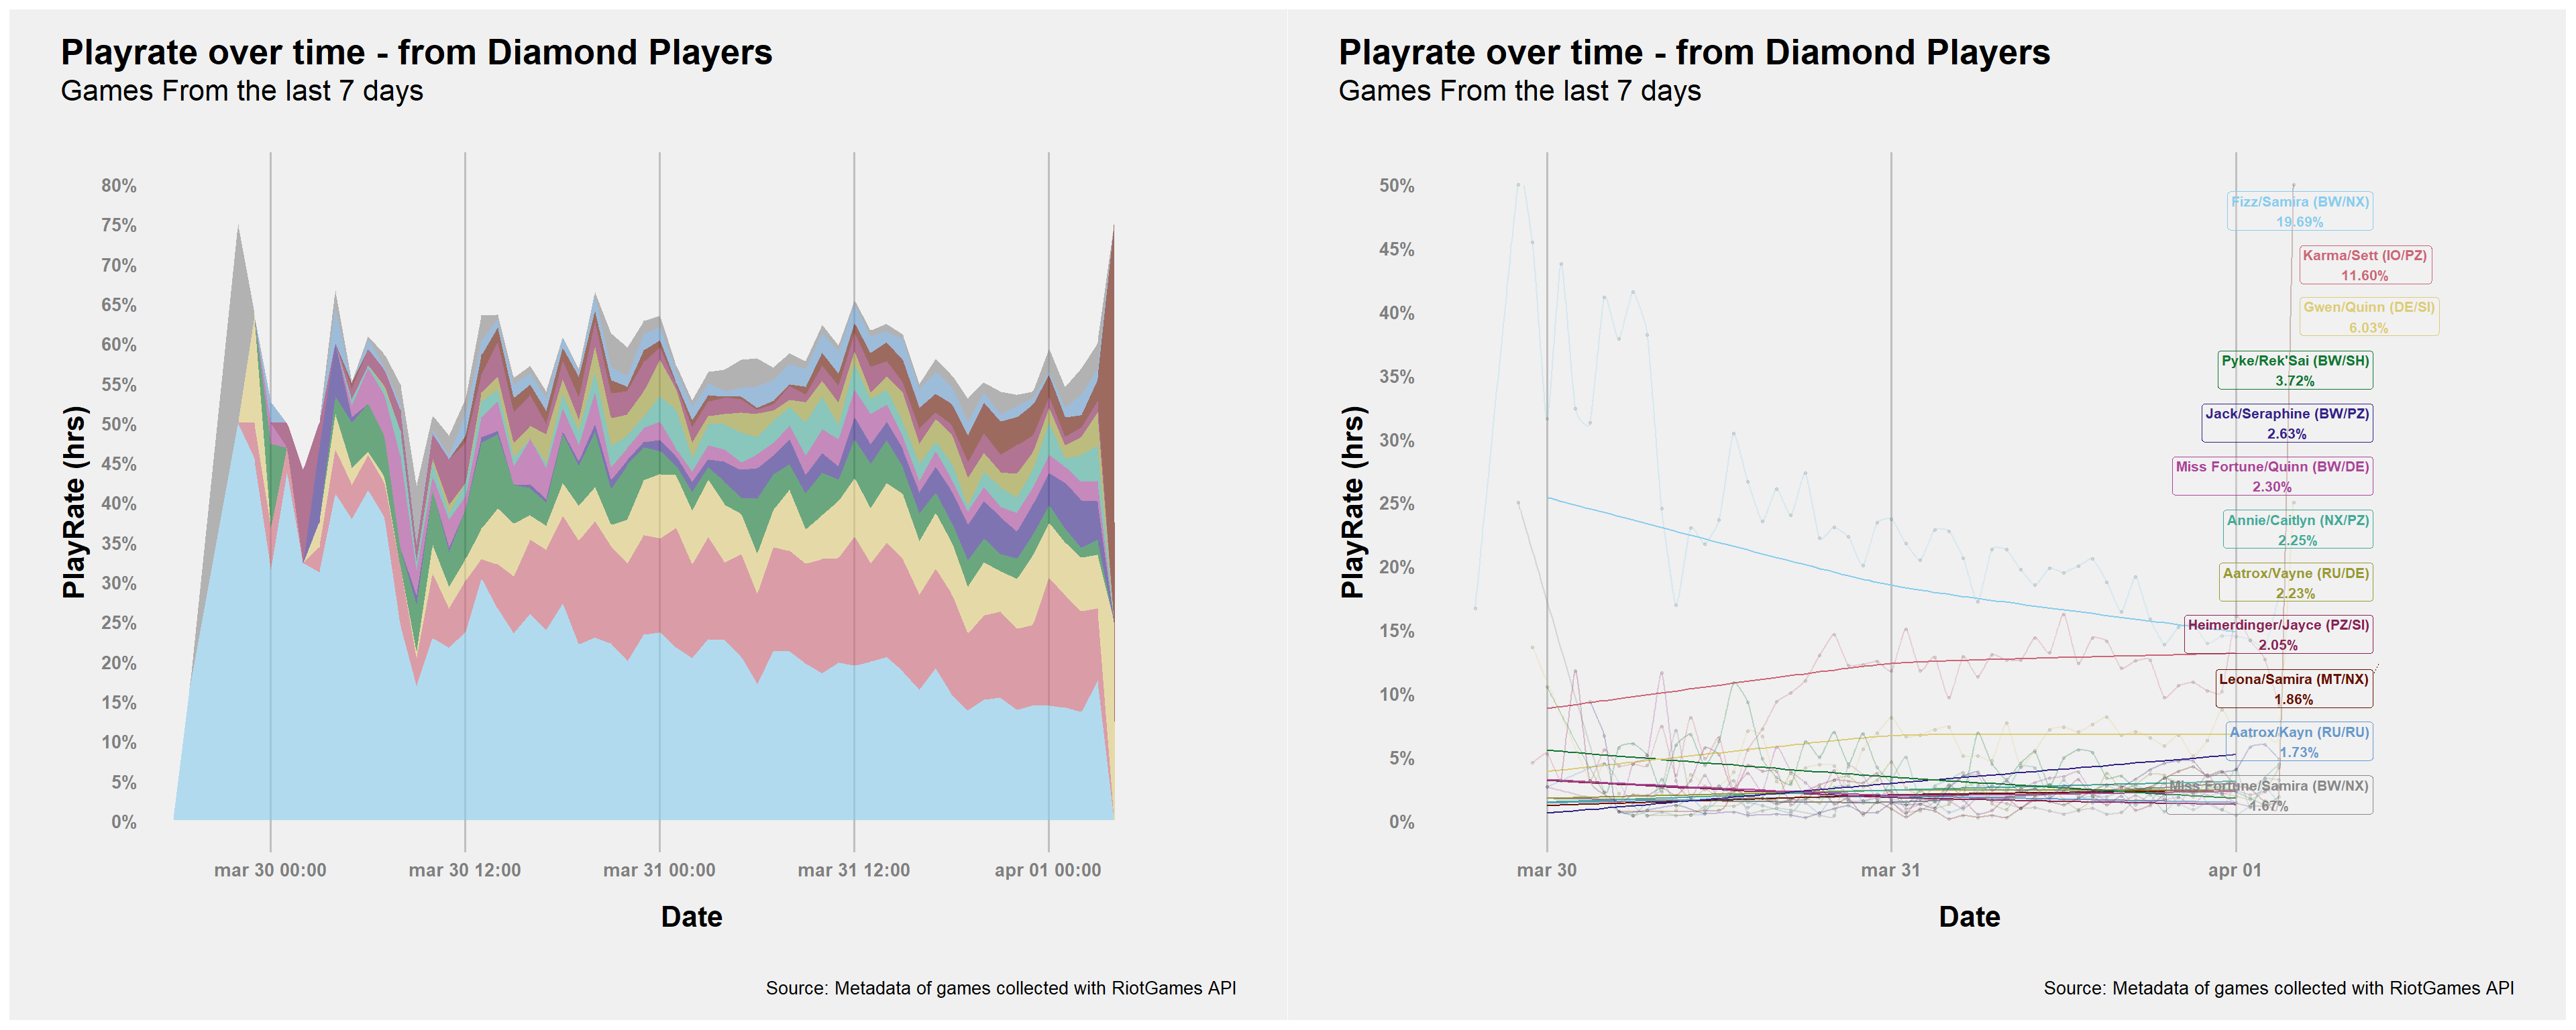 Playrate over time - from Diamond Players
Games From the last 7 days
80%
75%
70%
65%
60%
55%
50%
45%
40%
35%
30%
25%
20%
15%
10%
5%
0%
PlayRate (hrs)
mar 30 00:00
mar 30 12:00
mar 31 00:00
mar 31 12:00
apr 01 00:00
Date
Source: Metadata of games collected with RiotGames API
Playrate over time - from Diamond Players
Games From the last 7 days
50%
45%
40%
35%
30%
25%
20%
15%
10%
5%
0%
PlayRate (hrs)
Fizz/Samira (BW/NX)
19.69%
Karma/Sett (IO/PZ)
11.60%
Gwen/Quinn (DE/SI)
6.03%
Pyke/Rek'Sai (BW/SH)
3.72%
Jack/Seraphine (BW/PZ)
2.63%
Miss Fortune/Quinn (BW/DE)
2.30%
Annie/Caitlyn (NX/PZ)
2.25%
Aatrox/Vayne (RU/DE)
2.23%
Heimerdinger/Jayce (PZ/SI)
2.05%
Leona/Samira (MT/NX)
1.86%
Aatrox/Kayn (RU/RU)
1.73%
Miss Fortune/Samira (BW/NX)
1.67%
mar 30
mar 31
apr 01
Date
Source: Metadata of games collected with RiotGames API